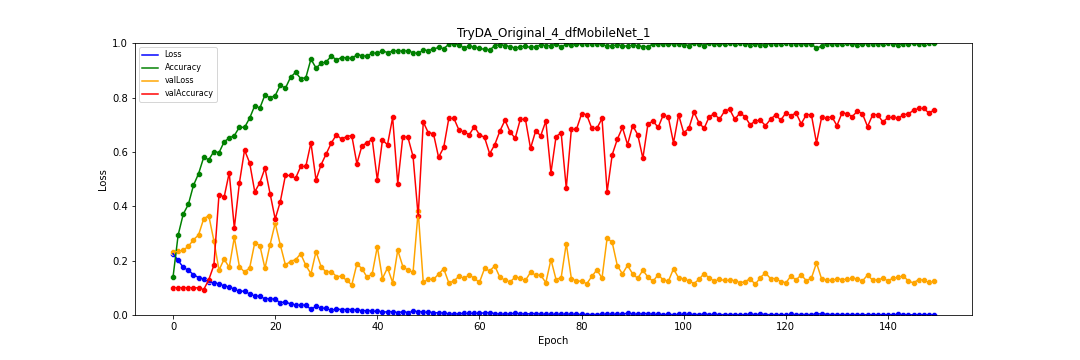 TryDA_Original_4_dfMobileNet_1
Loss
Accuracy
valLoss
valAccuracy
1.0
0.8
0.6
0.4
0.2
0.0
Loss
0 20 40 60 80 100 120 140
Epoch